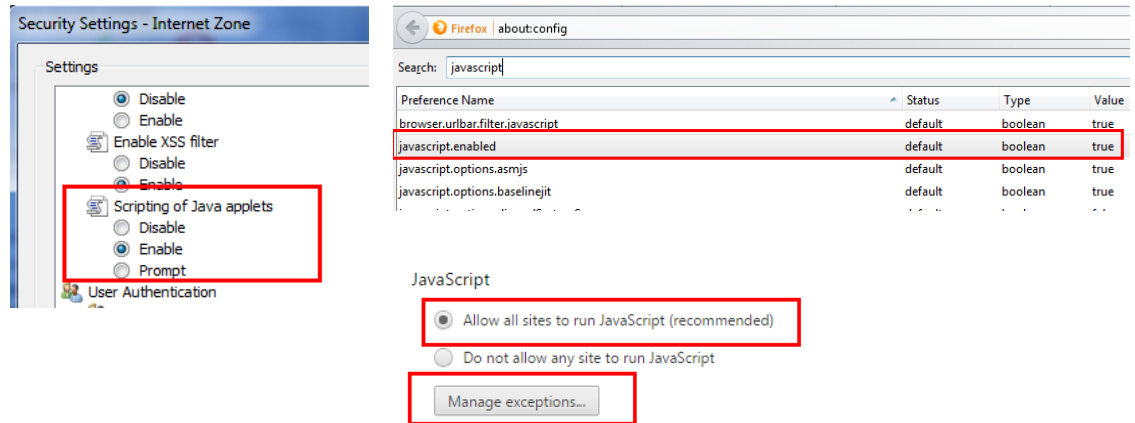 Security Settings - Internet Zone
Settings
Disable
Enable
Enable XSS filter
Disable
Enable
Scripting of Java applets
Disable
Enable
Prompt
User Authentication
Firefox about:config
Search: javascript
Preference Name Status Type Value
browser.urlbar.filter.javascript default boolean true
javascript.enabled default boolean true
javascript.options.asmjs default boolean true
javascript.options.baselinejit default boolean true
JavaScript
Allow all sites to run JavaScript (recommended)
Do not allow any site to run JavaScript
Manage exceptions...